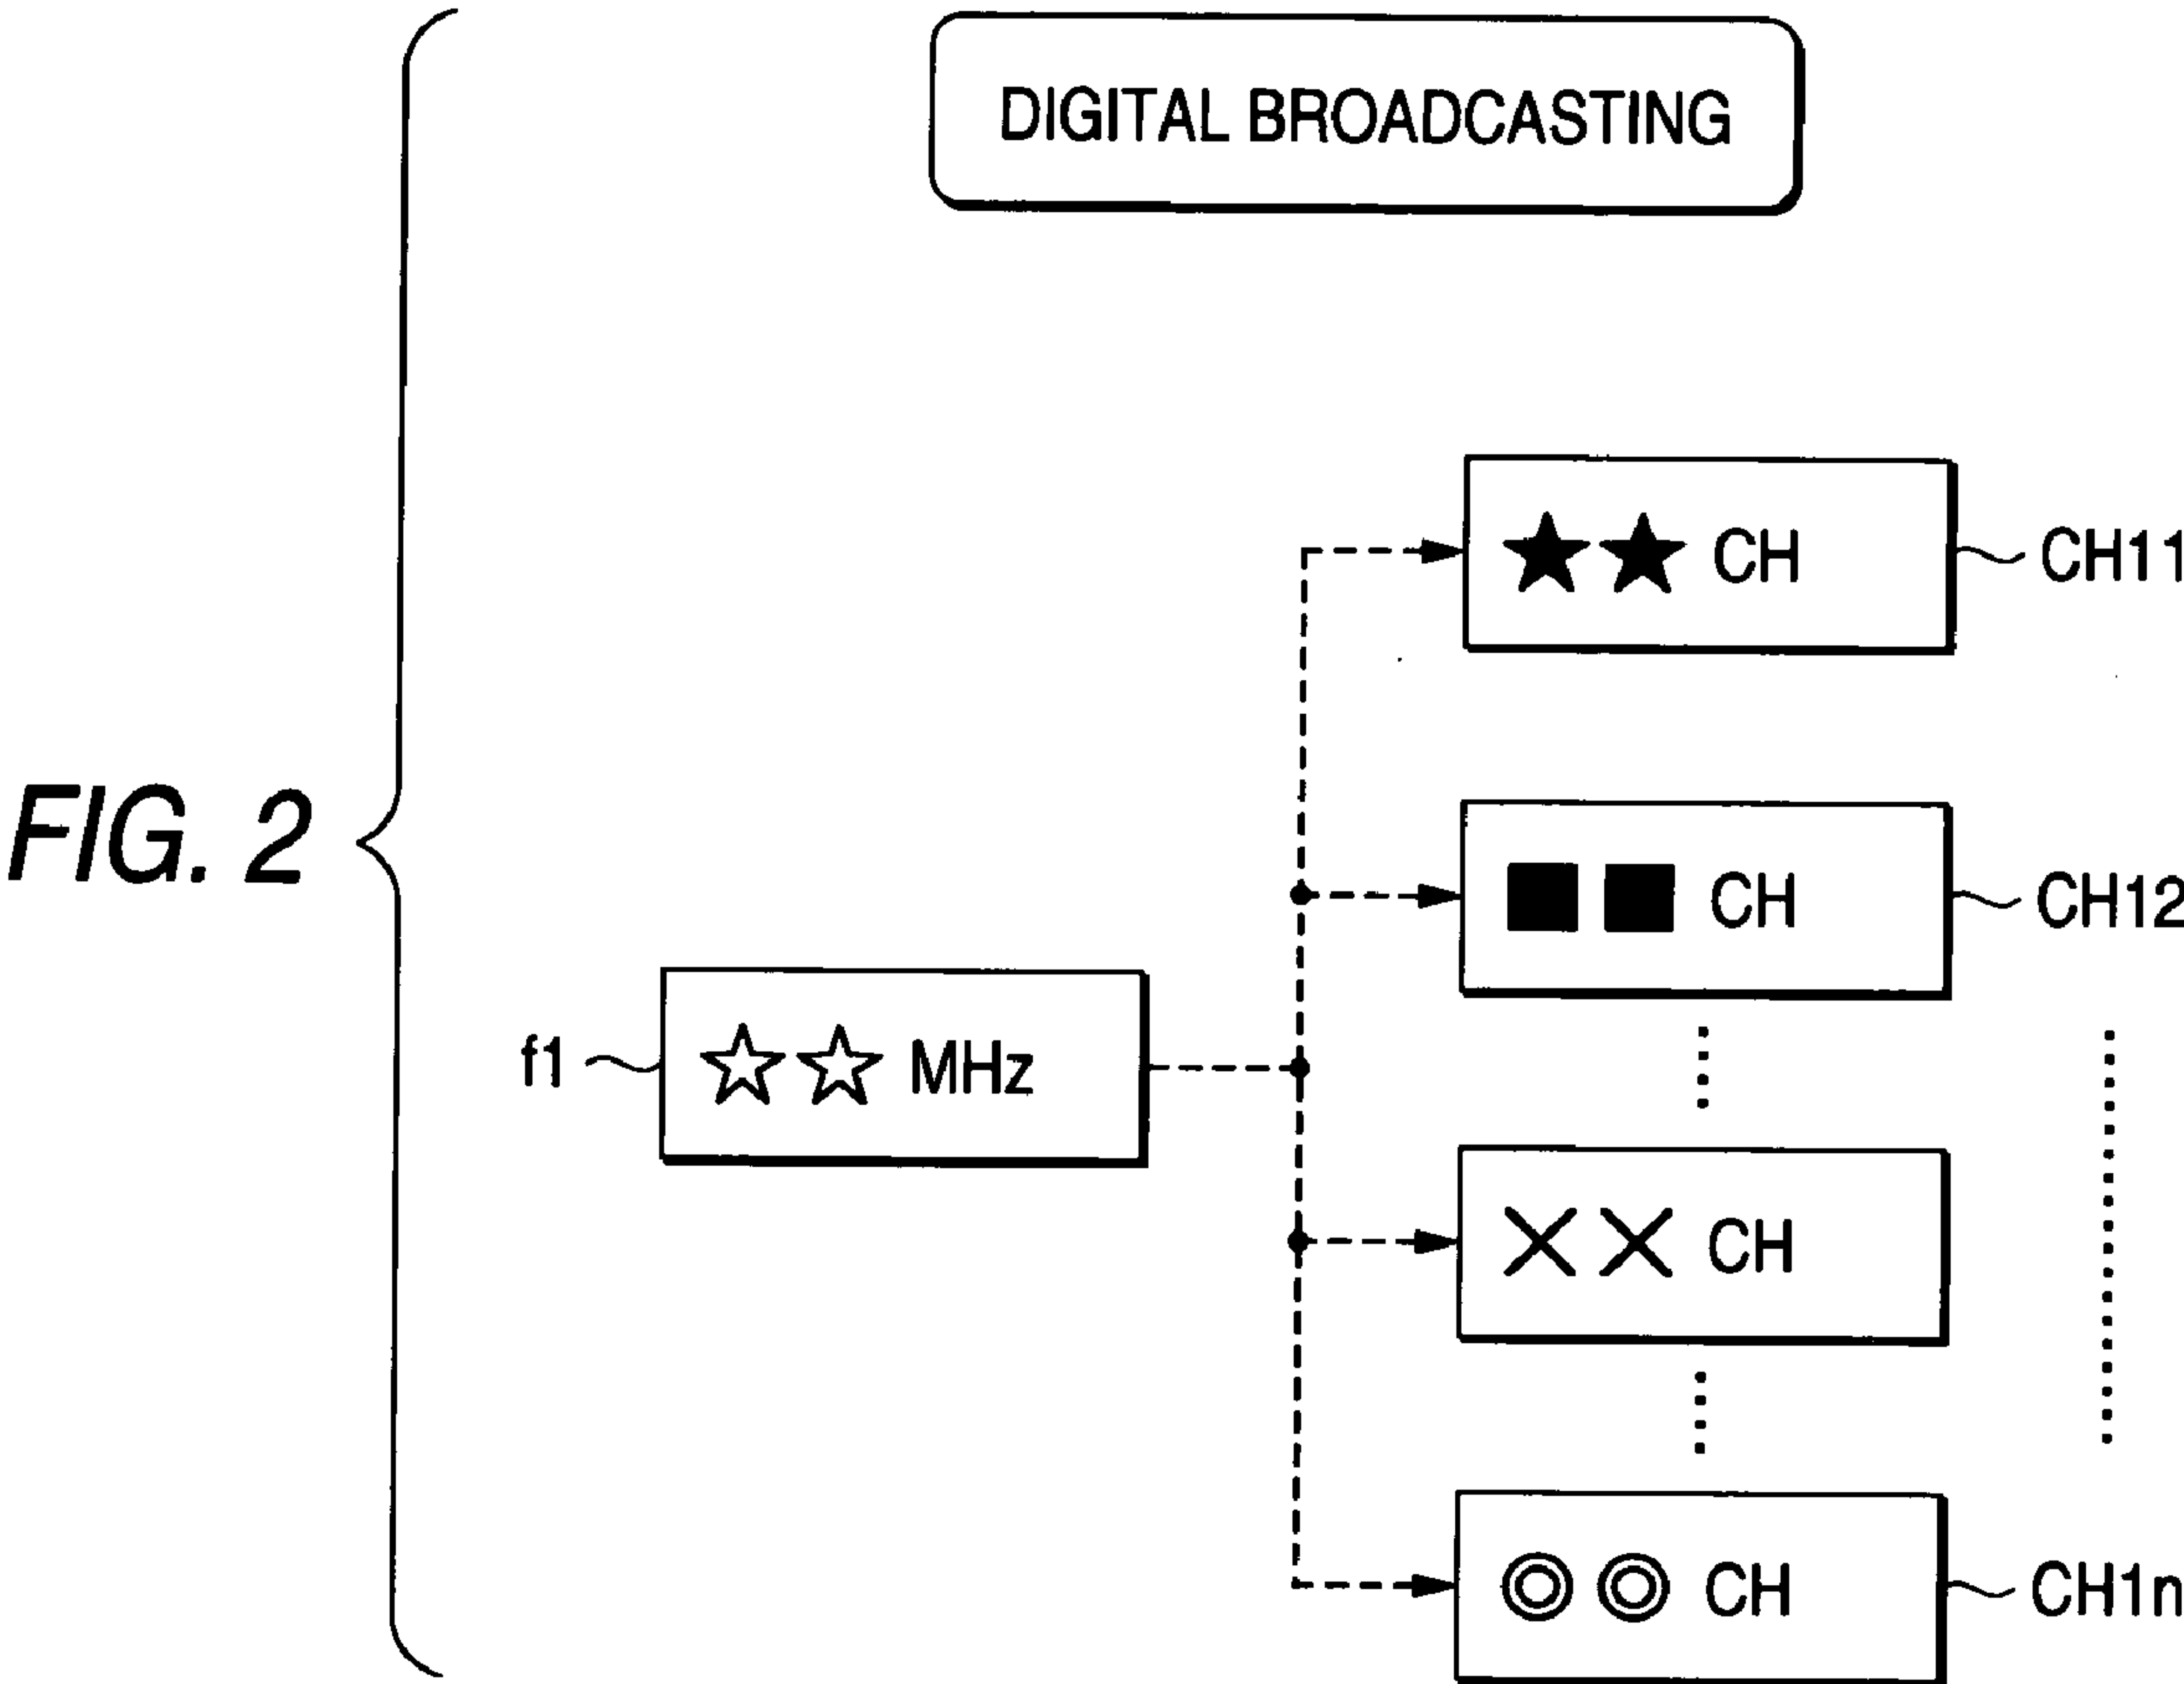 DIGITAL BROADCASTING
FIG. 2
f1
☆☆ MHz
★★ CH
CH11
■■ CH
CH12
×× CH
◎◎ CH
CH1n